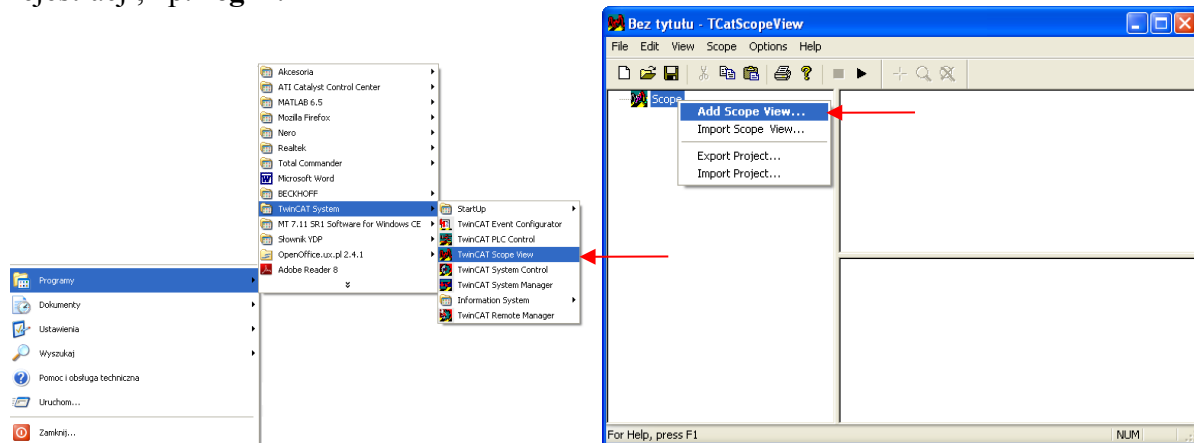 Bez tytułu - TCatScopeView
File Edit View Scope Options Help
Scope
Add Scope View...
Import Scope View...
Export Project...
Import Project...
For Help, press F1
NUM
Akcesoria
ATI Catalyst Control Center
MATLAB 6.5
Mozilla Firefox
Nero
Realtek
Total Commander
Microsoft Word
BECKHOFF
TwinCAT System
MT 7.11 SR1 Software for Windows CE
Słownik YDP
OpenOffice.ux.pl 2.4.1
Adobe Reader 8
StartUp
TwinCAT Event Configurator
TwinCAT PLC Control
TwinCAT Scope View
TwinCAT System Control
TwinCAT System Manager
Information System
TwinCAT Remote Manager
Programy
Dokumenty
Ustawienia
Wyszukaj
Pomoc i obsługa techniczna
Uruchom...
Zamknij...